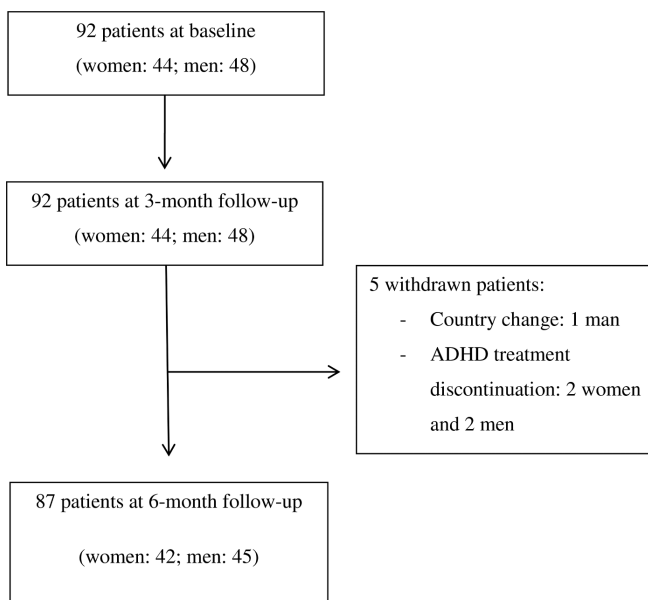 92 patients at baseline
(women: 44; men: 48)
92 patients at 3-month follow-up
(women: 44; men: 48)
5 withdrawn patients:
- Country change: 1 man
- ADHD treatment
discontinuation: 2 women
and 2 men
87 patients at 6-month follow-up
(women: 42; men: 45)